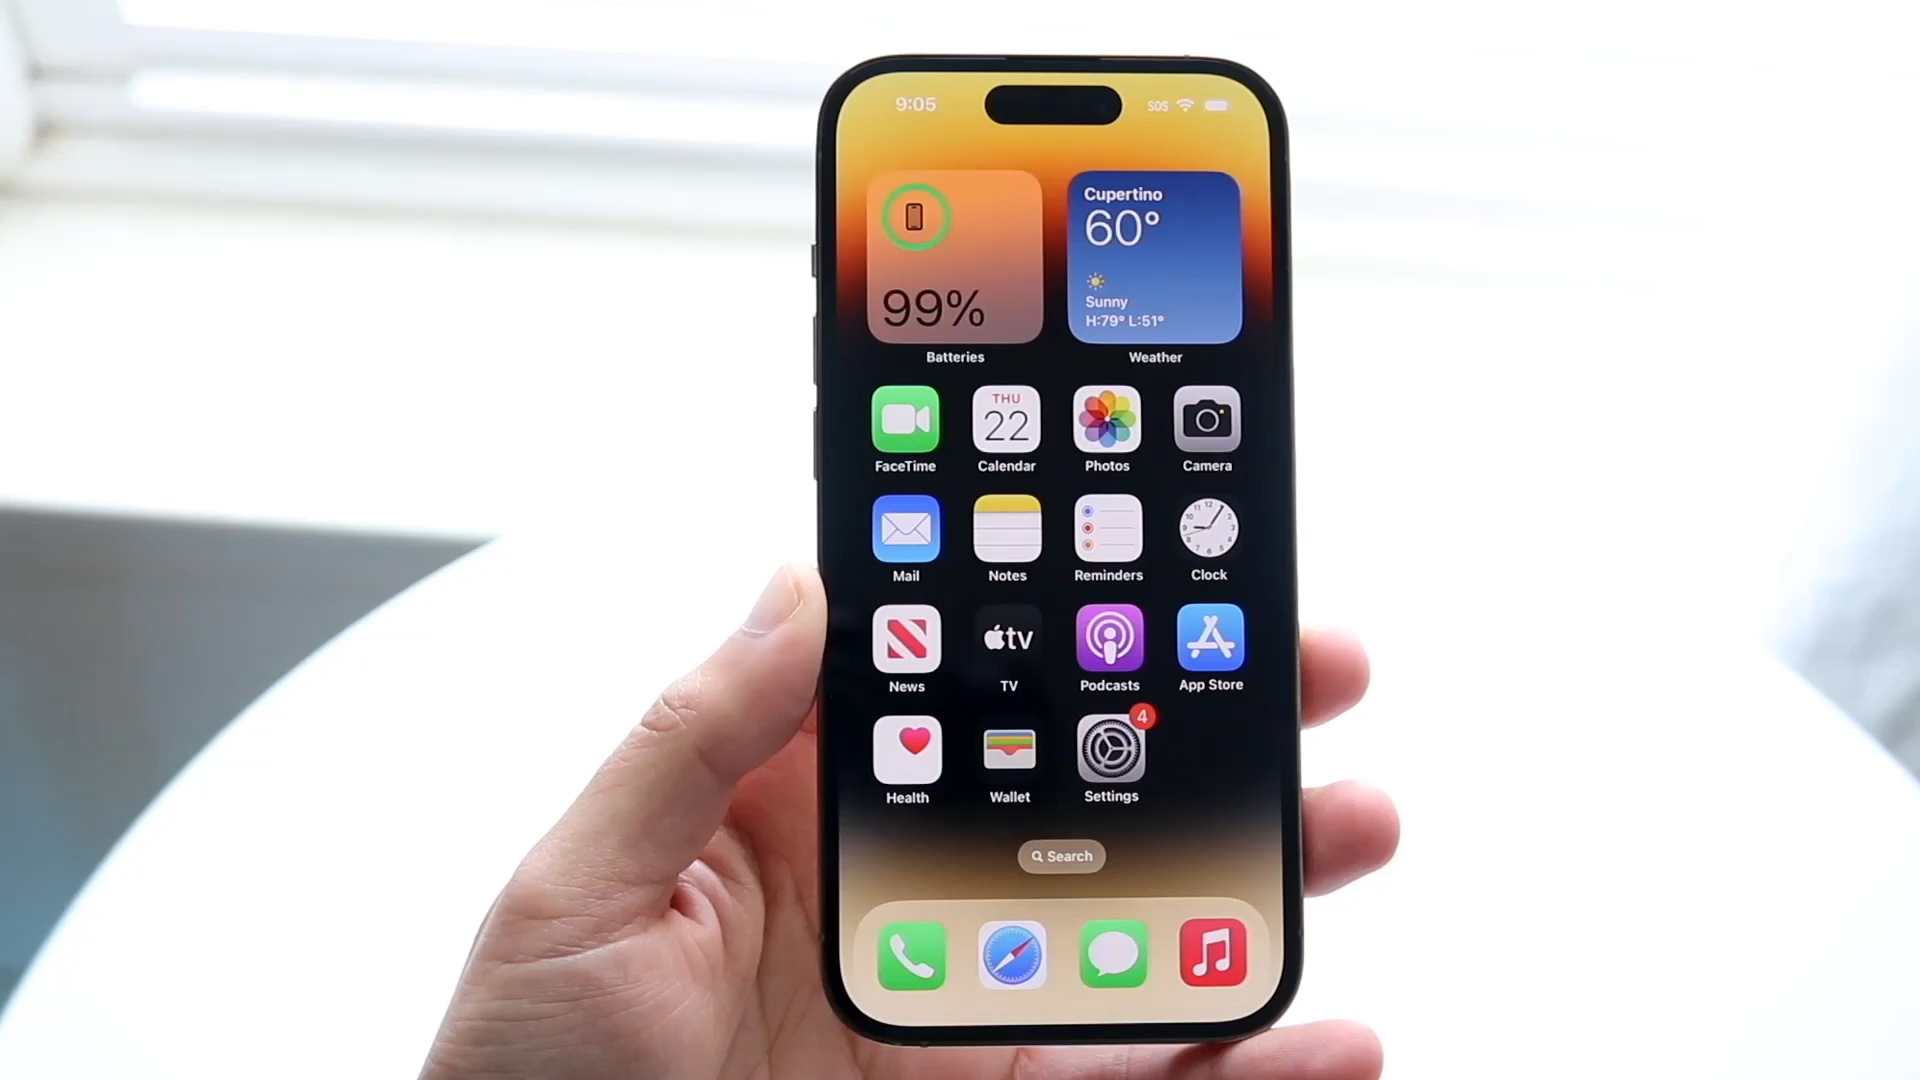 9:05
SOS
Cupertino
60°
Sunny
H:79° L:51°
99%
Batteries
Weather
THU
22
FaceTime
Calendar
Photos
Camera
Mail
Notes
Reminders
Clock
tv
News
TV
Podcasts
App Store
4
Health
Wallet
Settings
Search